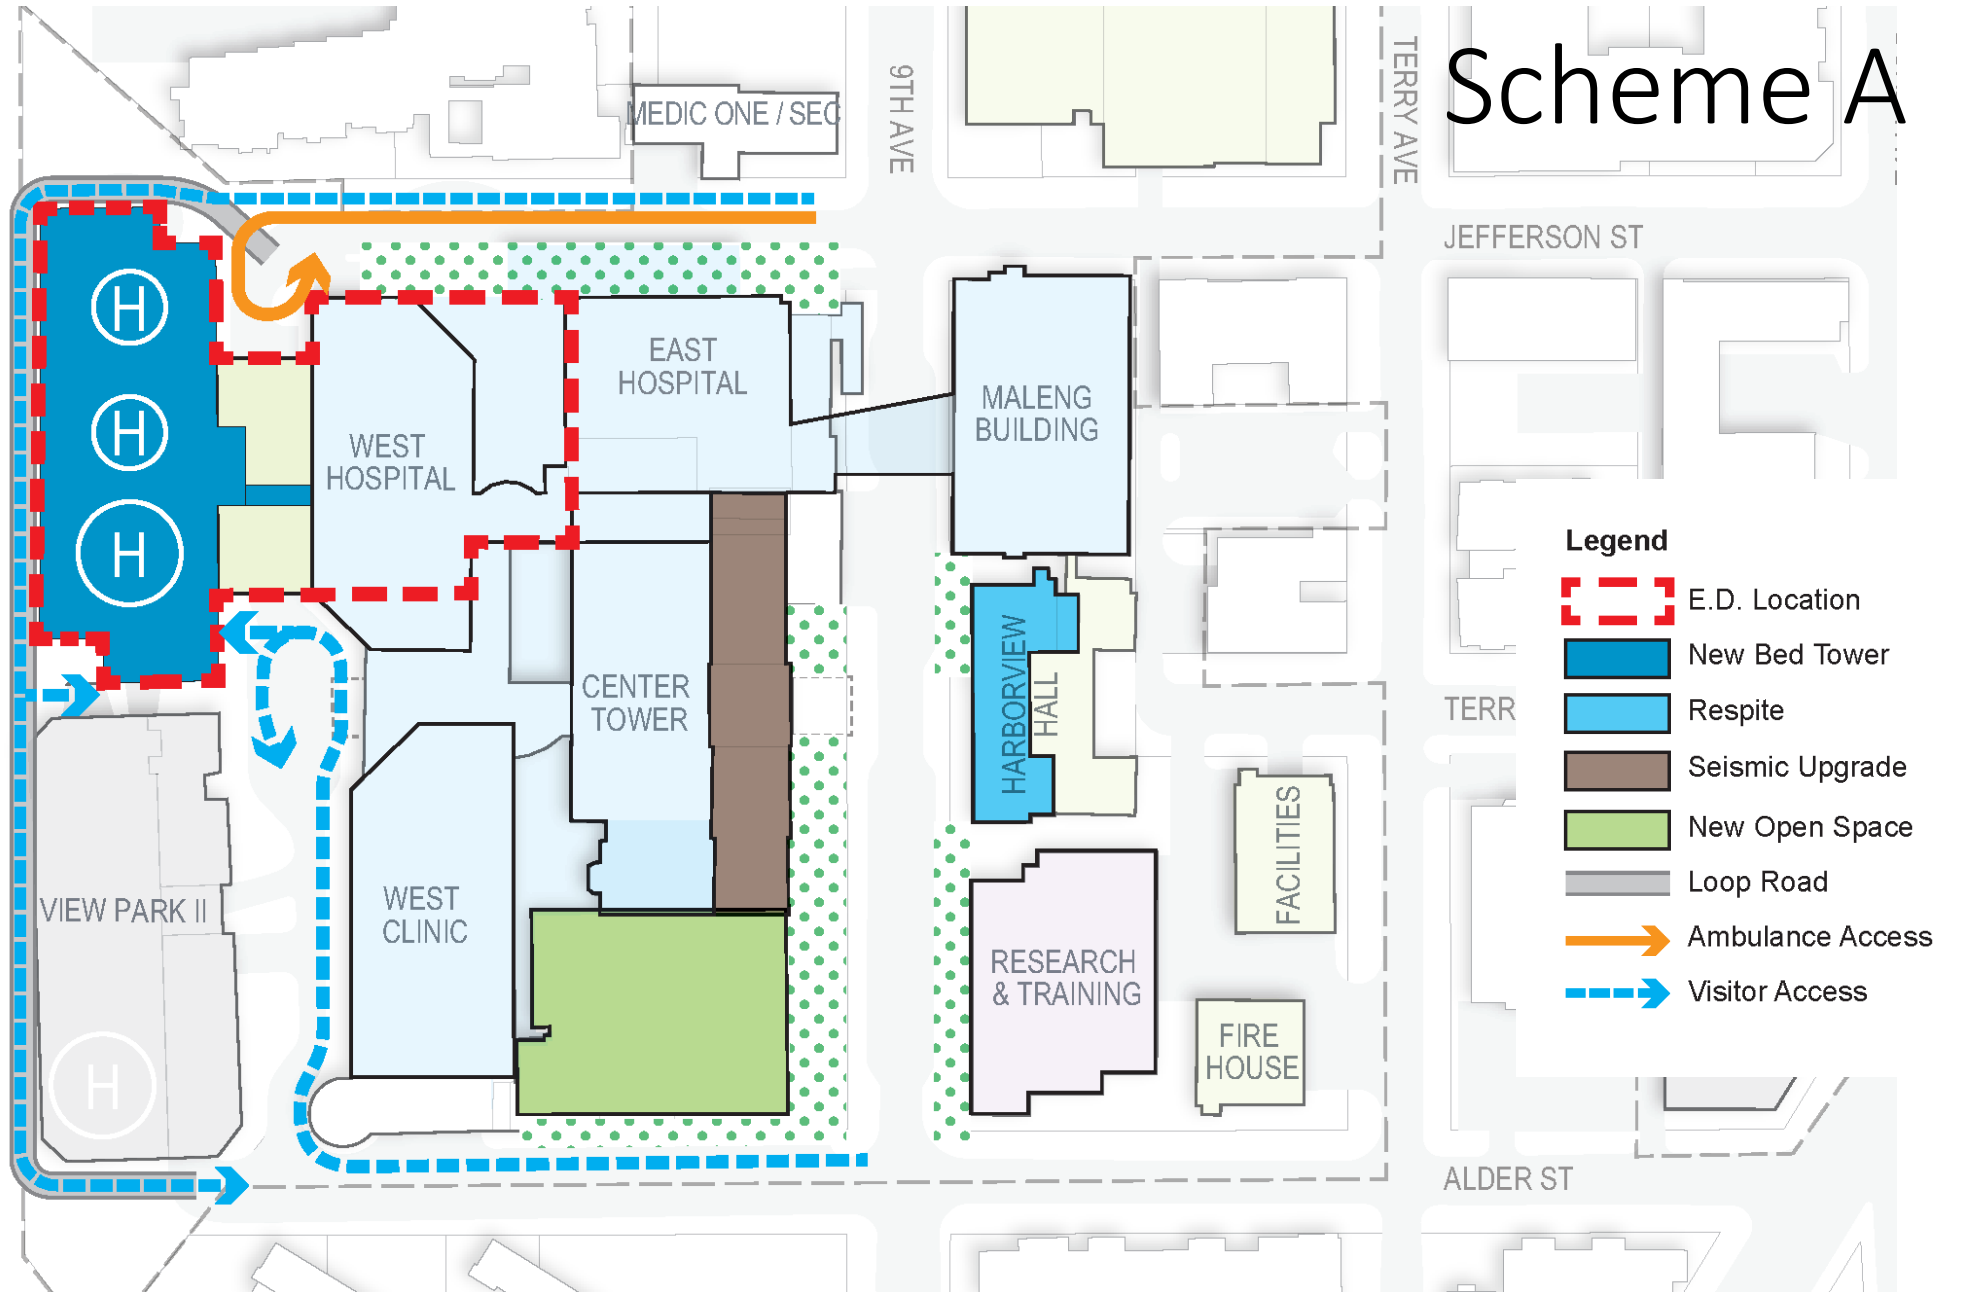 Scheme A
MEDIC ONE / SEC
9TH AVE
TERRY AVE
JEFFERSON ST
H
H
H
EAST
HOSPITAL
WEST
HOSPITAL
MALENG
BUILDING
CENTER
TOWER
HARBORVIEW
HALL
TERR
FACILITIES
VIEW PARK II
WEST
CLINIC
RESEARCH
& TRAINING
FIRE
HOUSE
H
ALDER ST
Legend
E.D. Location
New Bed Tower
Respite
Seismic Upgrade
New Open Space
Loop Road
Ambulance Access
Visitor Access